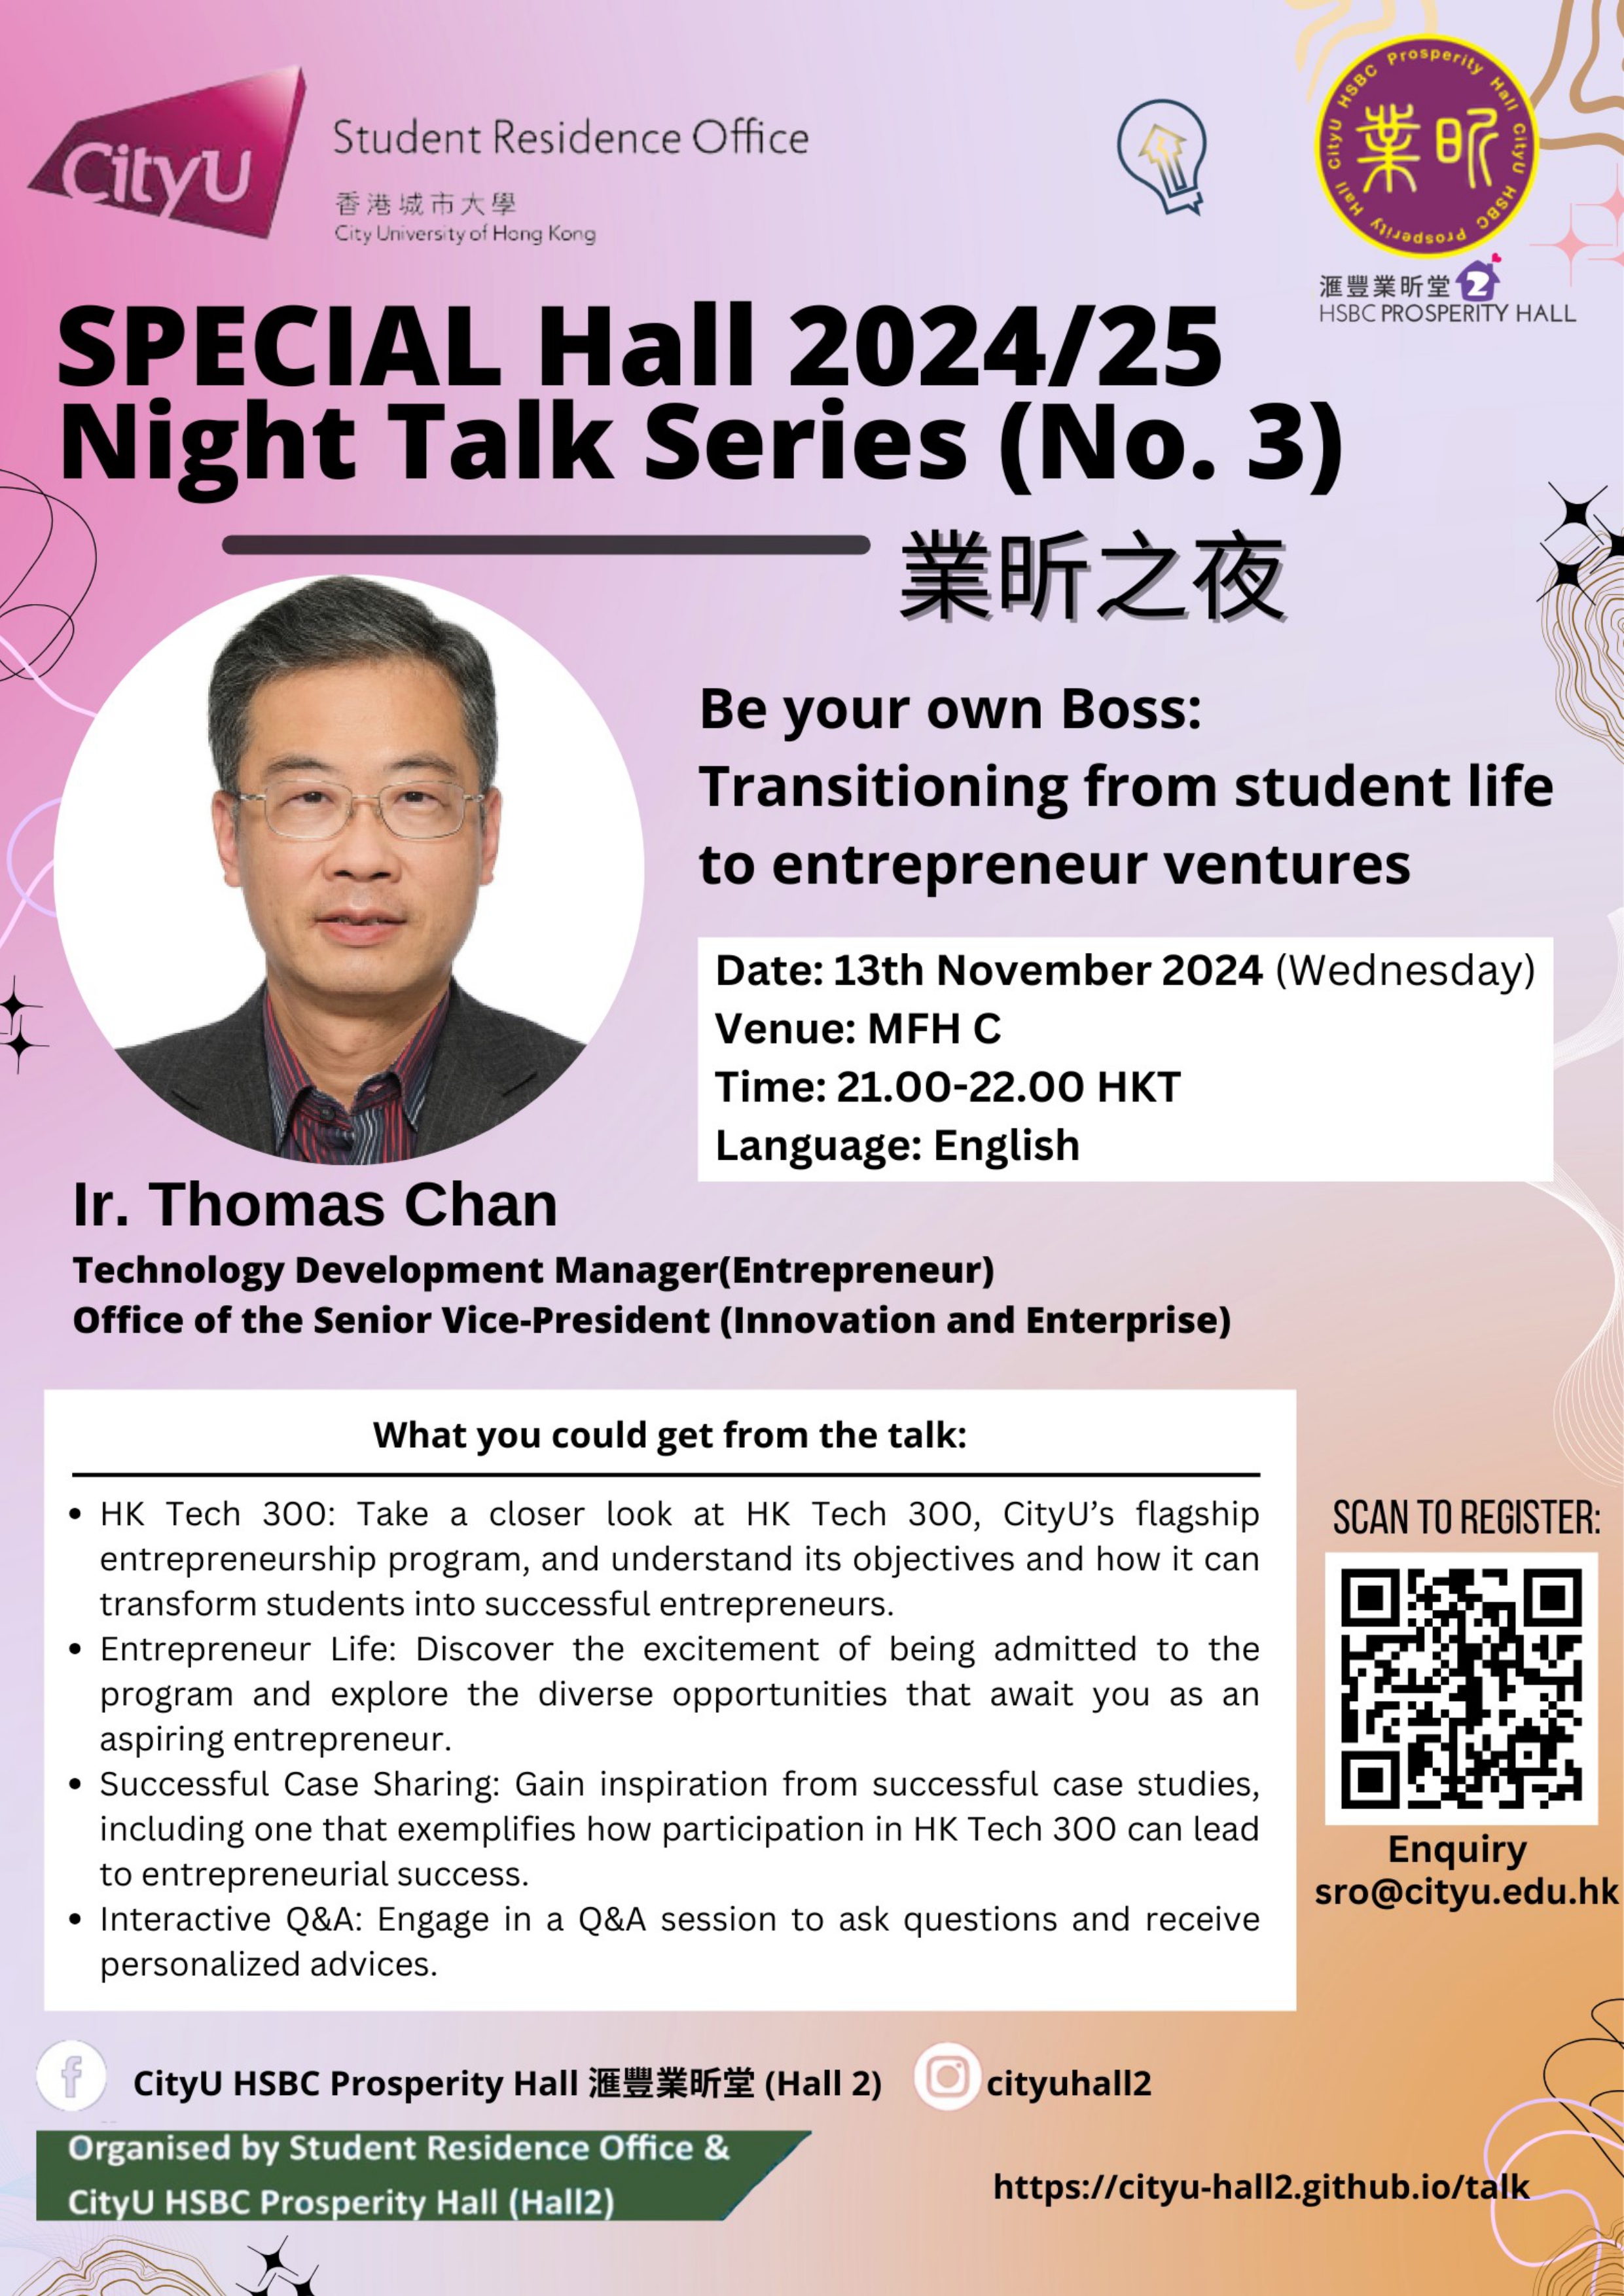 CityU
Student Residence Office
香港城市大學
City University of Hong Kong
CityU HSBC Prosperity Hall CityU HSBC Prosperity Hall
業昕
滙豐業昕堂 2
HSBC PROSPERITY HALL
SPECIAL Hall 2024/25
Night Talk Series (No. 3)
業昕之夜
Be your own Boss:
Transitioning from student life
to entrepreneur ventures
Date: 13th November 2024 (Wednesday)
Venue: MFH C
Time: 21.00-22.00 HKT
Language: English
Ir. Thomas Chan
Technology Development Manager(Entrepreneur)
Office of the Senior Vice-President (Innovation and Enterprise)
What you could get from the talk:
• HK Tech 300: Take a closer look at HK Tech 300, CityU’s flagship
entrepreneurship program, and understand its objectives and how it can
transform students into successful entrepreneurs.
• Entrepreneur Life: Discover the excitement of being admitted to the
program and explore the diverse opportunities that await you as an
aspiring entrepreneur.
• Successful Case Sharing: Gain inspiration from successful case studies,
including one that exemplifies how participation in HK Tech 300 can lead
to entrepreneurial success.
• Interactive Q&A: Engage in a Q&A session to ask questions and receive
personalized advices.
SCAN TO REGISTER:
Enquiry
sro@cityu.edu.hk
CityU HSBC Prosperity Hall 滙豐業昕堂 (Hall 2)
cityuhall2
Organised by Student Residence Office &
CityU HSBC Prosperity Hall (Hall2)
https://cityu-hall2.github.io/talk